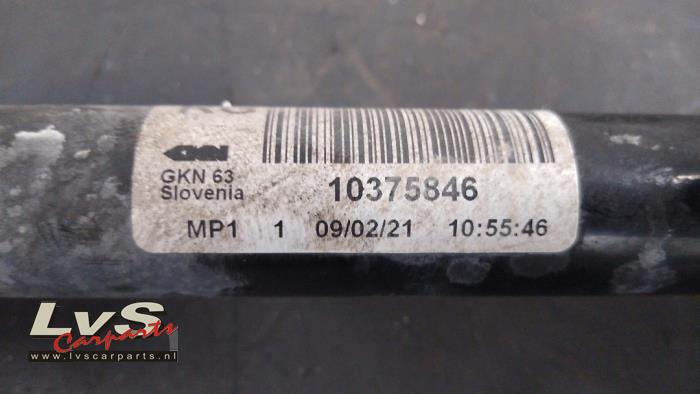 GKN
GKN 63
Slovenia
10375846
MP1 1 09/02/21 10:55:46
LvS
Carparts
www.lvscarparts.nl